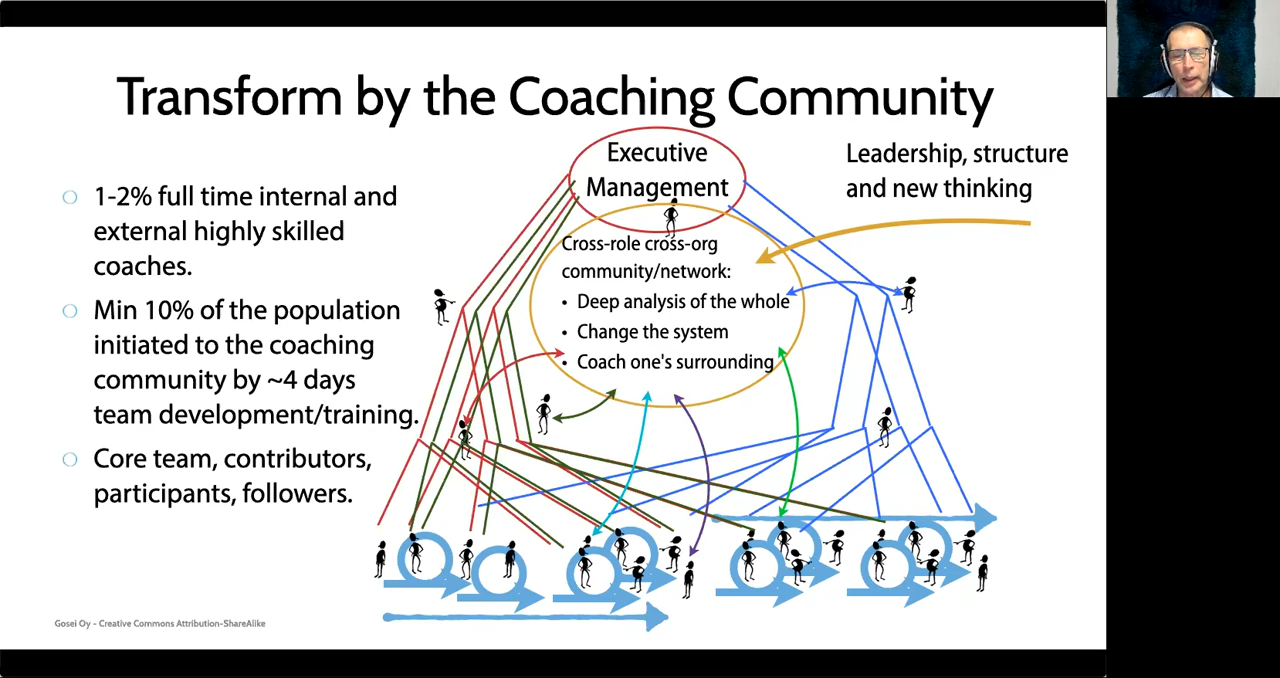 Transform by the Coaching Community
○ 1-2% full time internal and
external highly skilled
coaches.
○ Min 10% of the population
initiated to the coaching
community by ~4 days
team development/training.
○ Core team, contributors,
participants, followers.
Executive
Management
Cross-role cross-org
community/network:
• Deep analysis of the whole
• Change the system
• Coach one's surrounding
Leadership, structure
and new thinking
Gosei Oy - Creative Commons Attribution-ShareAlike